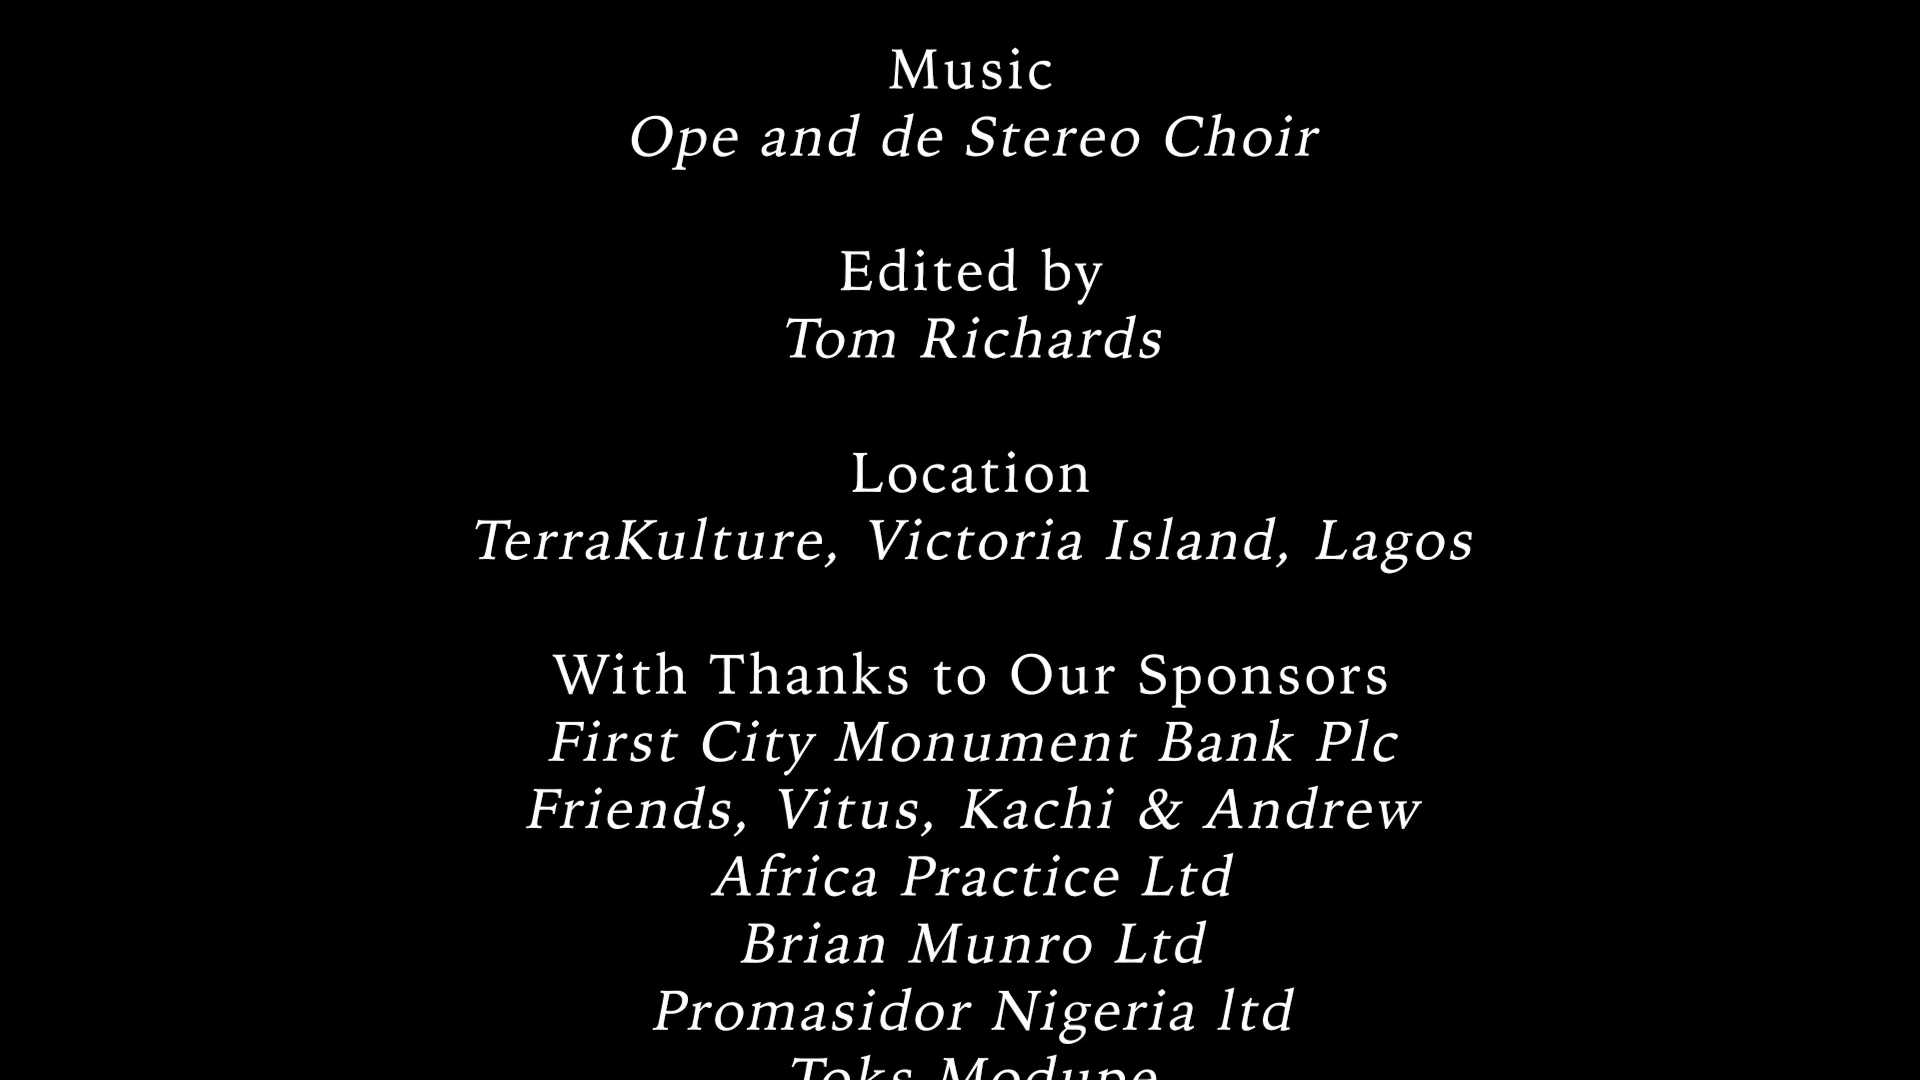 Music
Ope and de Stereo Choir
Edited by
Tom Richards
Location
TerraKulture, Victoria Island, Lagos
With Thanks to Our Sponsors
First City Monument Bank Plc
Friends, Vitus, Kachi & Andrew
Africa Practice Ltd
Brian Munro Ltd
Promasidor Nigeria ltd
Toks Modupe